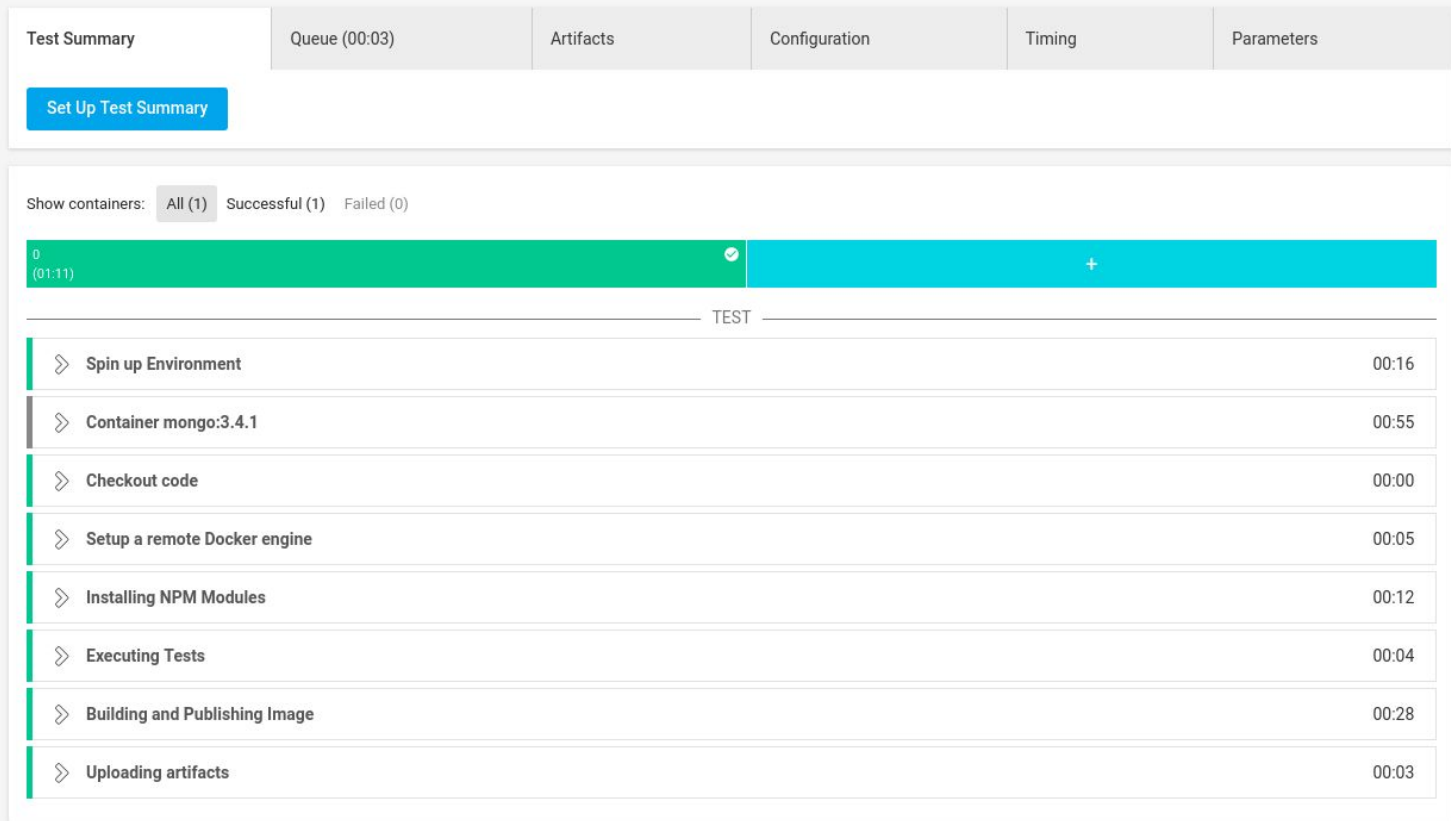 Test Summary Queue (00:03) Artifacts Configuration Timing Parameters
Set Up Test Summary
Show containers: All (1) Successful (1) Failed (0)
0
(01:11) +
TEST
Spin up Environment 00:16
Container mongo:3.4.1 00:55
Checkout code 00:00
Setup a remote Docker engine 00:05
Installing NPM Modules 00:12
Executing Tests 00:04
Building and Publishing Image 00:28
Uploading artifacts 00:03